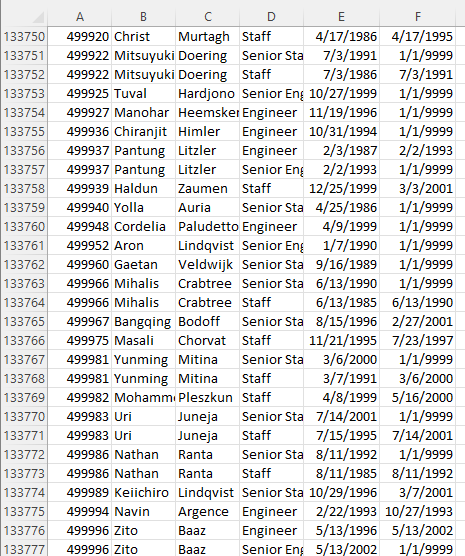 A B C D E F
133750 499920 Christ Murtagh Staff 4/17/1986 4/17/1995
133751 499922 Mitsuyuki Doering Senior Sta 7/3/1991 1/1/9999
133752 499922 Mitsuyuki Doering Staff 7/3/1986 7/3/1991
133753 499925 Tuval Hardjono Senior Eng 10/27/1999 1/1/9999
133754 499927 Manohar Heemsker Engineer 11/19/1996 1/1/9999
133755 499936 Chiranjit Himler Engineer 10/31/1994 1/1/9999
133756 499937 Pantung Litzler Engineer 2/3/1987 2/2/1993
133757 499937 Pantung Litzler Senior Eng 2/2/1993 1/1/9999
133758 499939 Haldun Zaumen Staff 12/25/1999 3/3/2001
133759 499940 Yolla Auria Senior Sta 4/25/1986 1/1/9999
133760 499948 Cordelia Paludetto Engineer 4/9/1999 1/1/9999
133761 499952 Aron Lindqvist Senior Eng 1/7/1990 1/1/9999
133762 499960 Gaetan Veldwijk Senior Sta 9/16/1989 1/1/9999
133763 499966 Mihalis Crabtree Senior Sta 6/13/1990 1/1/9999
133764 499966 Mihalis Crabtree Staff 6/13/1985 6/13/1990
133765 499967 Bangqing Bodoff Senior Sta 8/15/1996 2/27/2001
133766 499975 Masali Chorvat Staff 11/21/1995 7/23/1997
133767 499981 Yunming Mitina Senior Sta 3/6/2000 1/1/9999
133768 499981 Yunming Mitina Staff 3/7/1991 3/6/2000
133769 499982 Mohamm Pleszkun Staff 4/8/1999 5/16/2000
133770 499983 Uri Juneja Senior Sta 7/14/2001 1/1/9999
133771 499983 Uri Juneja Staff 7/15/1995 7/14/2001
133772 499986 Nathan Ranta Senior Sta 8/11/1992 1/1/9999
133773 499986 Nathan Ranta Staff 8/11/1985 8/11/1992
133774 499989 Keiichiro Lindqvist Senior Sta 10/29/1996 3/7/2001
133775 499994 Navin Argence Engineer 2/22/1993 10/27/1993
133776 499996 Zito Baaz Engineer 5/13/1996 5/13/2002
499996 Zito Baaz Senior Eng 5/13/2002 1/1/9999